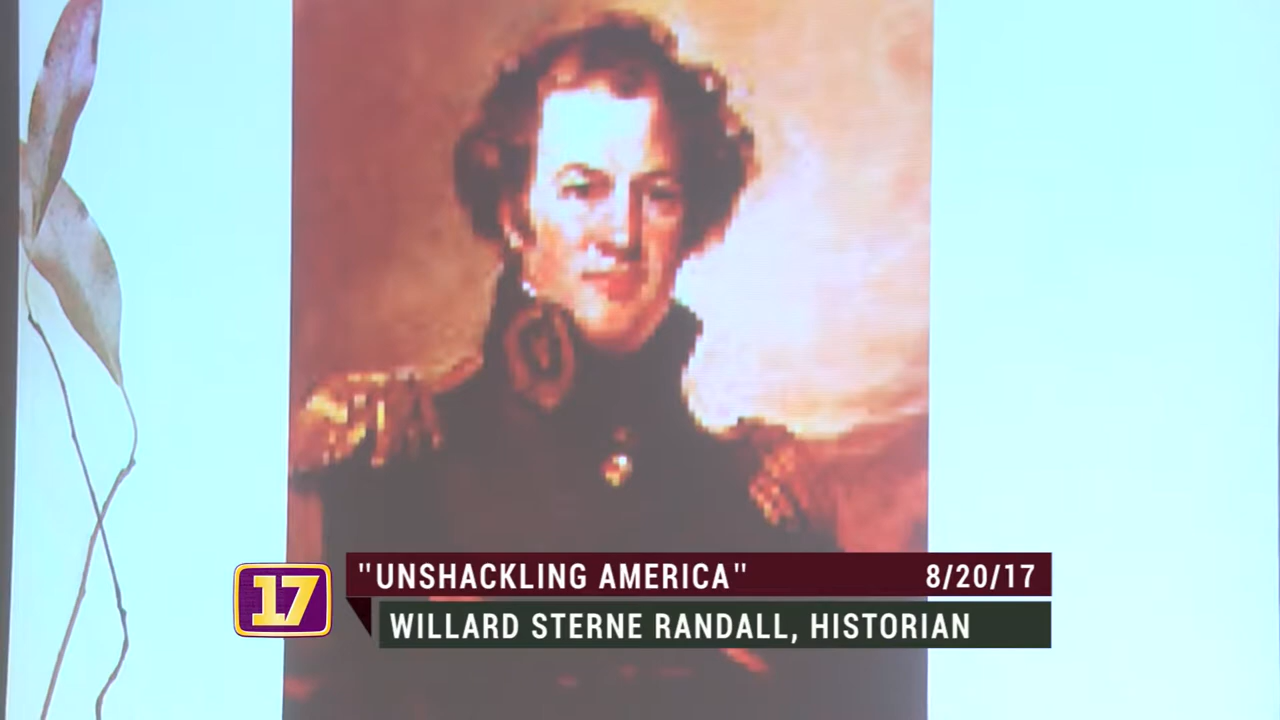 "UNSHACKLING AMERICA" 8/20/17
17
WILLARD STERNE RANDALL, HISTORIAN